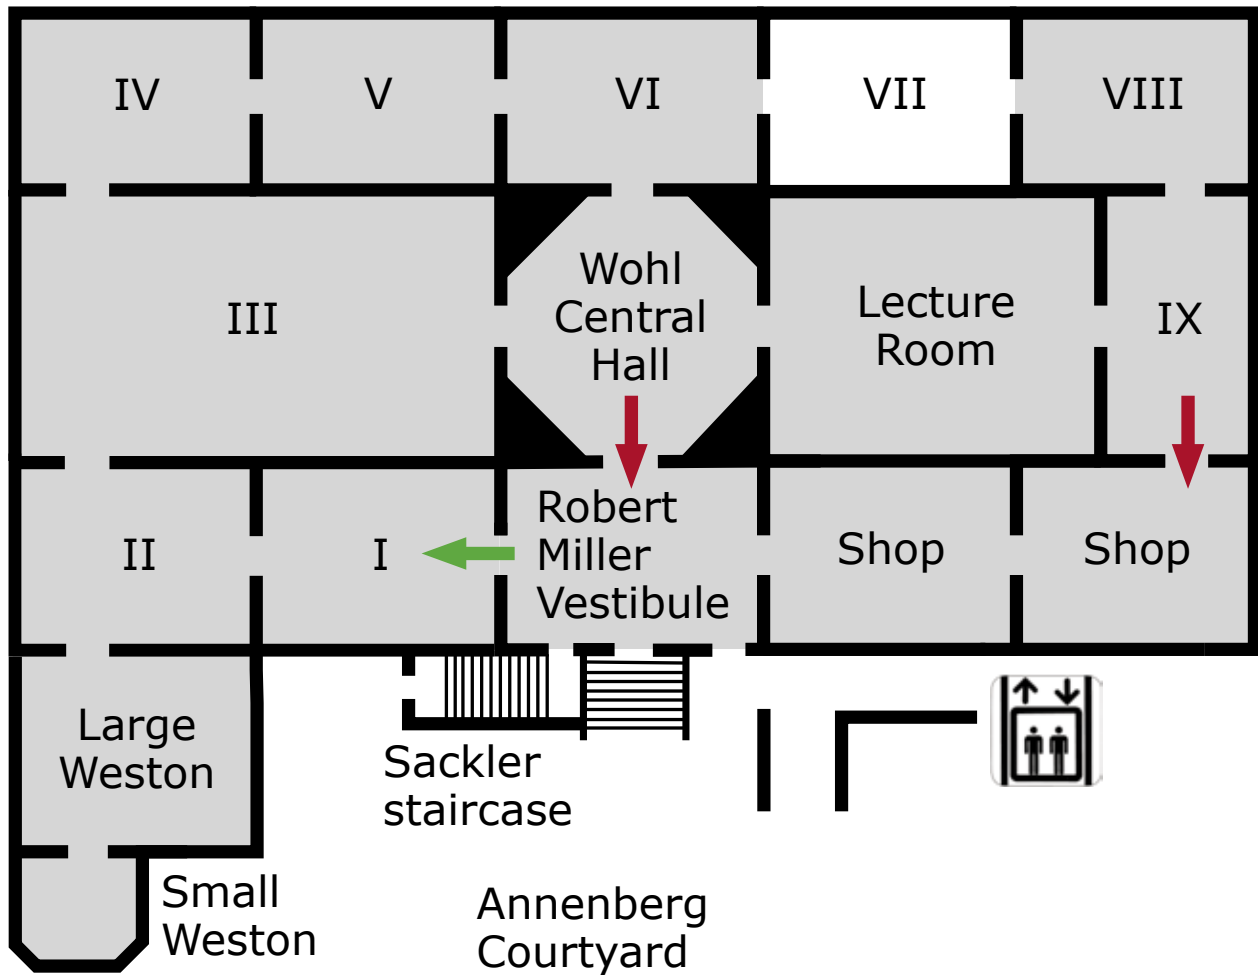 IV
V
VI
VII
VIII
III
Wohl
Central
Hall
Lecture
Room
IX
II
I
Robert
Miller
Vestibule
Shop
Shop
Large
Weston
Sackler
staircase
Small
Weston
Annenberg
Courtyard